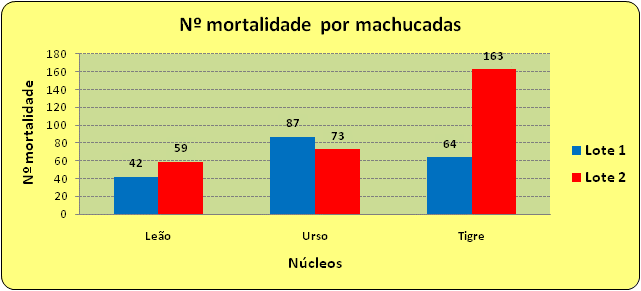 Nº mortalidade por machucadas
Nº mortalidade
180
160
140
120
100
80
60
40
20
0
42
59
87
73
64
163
Leão
Urso
Tigre
Núcleos
Lote 1
Lote 2